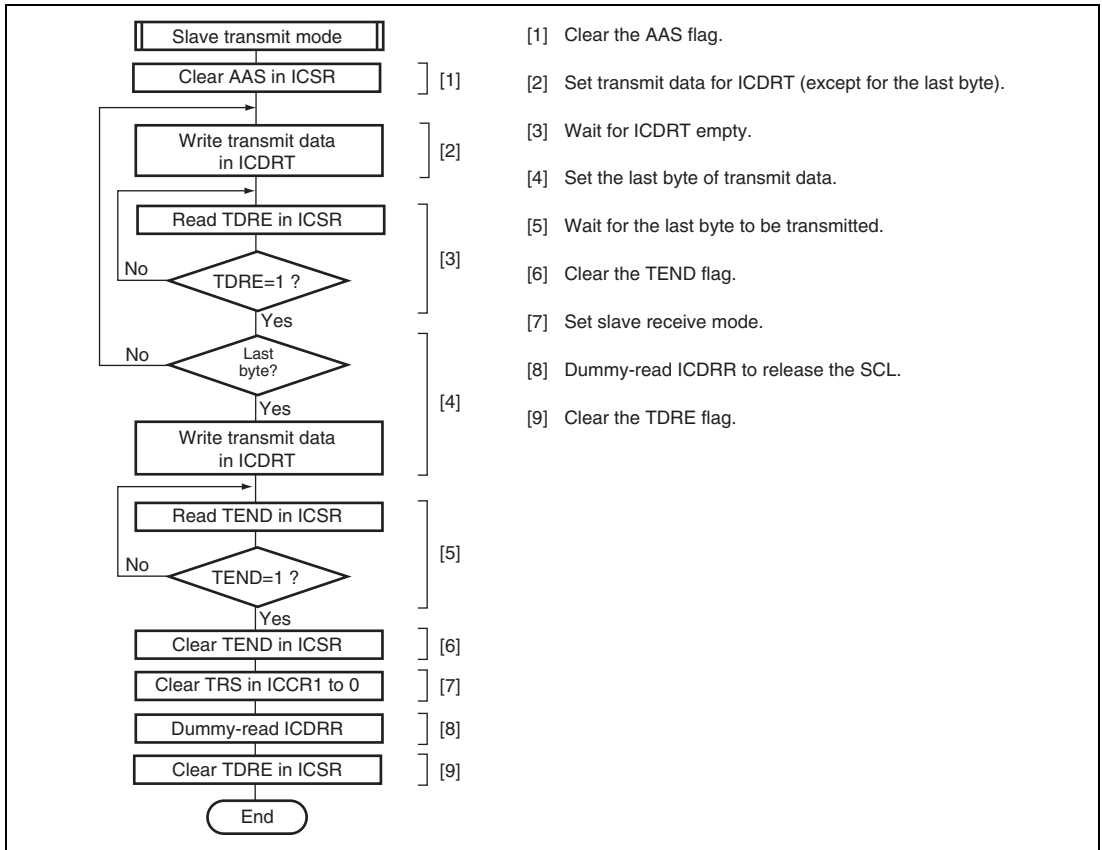 Slave transmit mode
Clear AAS in ICSR
[1]
Write transmit data
in ICDRT
[2]
Read TDRE in ICSR
No
TDRE=1 ?
[3]
Yes
No
Last
byte?
Yes
[4]
Write transmit data
in ICDRT
Read TEND in ICSR
No
TEND=1 ?
[5]
Yes
Clear TEND in ICSR
[6]
Clear TRS in ICCR1 to 0
[7]
Dummy-read ICDRR
[8]
Clear TDRE in ICSR
[9]
End
[1] Clear the AAS flag.
[2] Set transmit data for ICDRT (except for the last byte).
[3] Wait for ICDRT empty.
[4] Set the last byte of transmit data.
[5] Wait for the last byte to be transmitted.
[6] Clear the TEND flag.
[7] Set slave receive mode.
[8] Dummy-read ICDRR to release the SCL.
[9] Clear the TDRE flag.